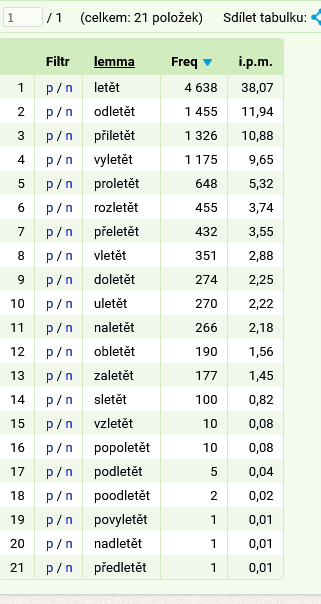 1 / 1 (celkem: 21 položek) Sdílet tabulku:
Filtr lemma Freq i.p.m.
1 p / n letět 4 638 38,07
2 p / n odletět 1 455 11,94
3 p / n přiletět 1 326 10,88
4 p / n vyletět 1 175 9,65
5 p / n proletět 648 5,32
6 p / n rozletět 455 3,74
7 p / n přeletět 432 3,55
8 p / n vletět 351 2,88
9 p / n doletět 274 2,25
10 p / n uletět 270 2,22
11 p / n naletět 266 2,18
12 p / n obletět 190 1,56
13 p / n zaletět 177 1,45
14 p / n sletět 100 0,82
15 p / n vzletět 10 0,08
16 p / n popoletět 10 0,08
17 p / n podletět 5 0,04
18 p / n poodletět 2 0,02
19 p / n povyletět 1 0,01
20 p / n nadletět 1 0,01
21 p / n předletět 1 0,01